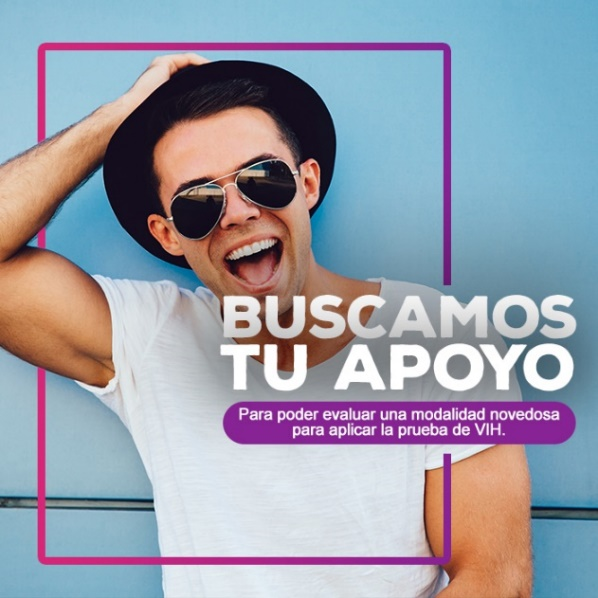 BUSCAMOS
TU APOYO
Para poder evaluar una modalidad novedosa
para aplicar la prueba de VIH.